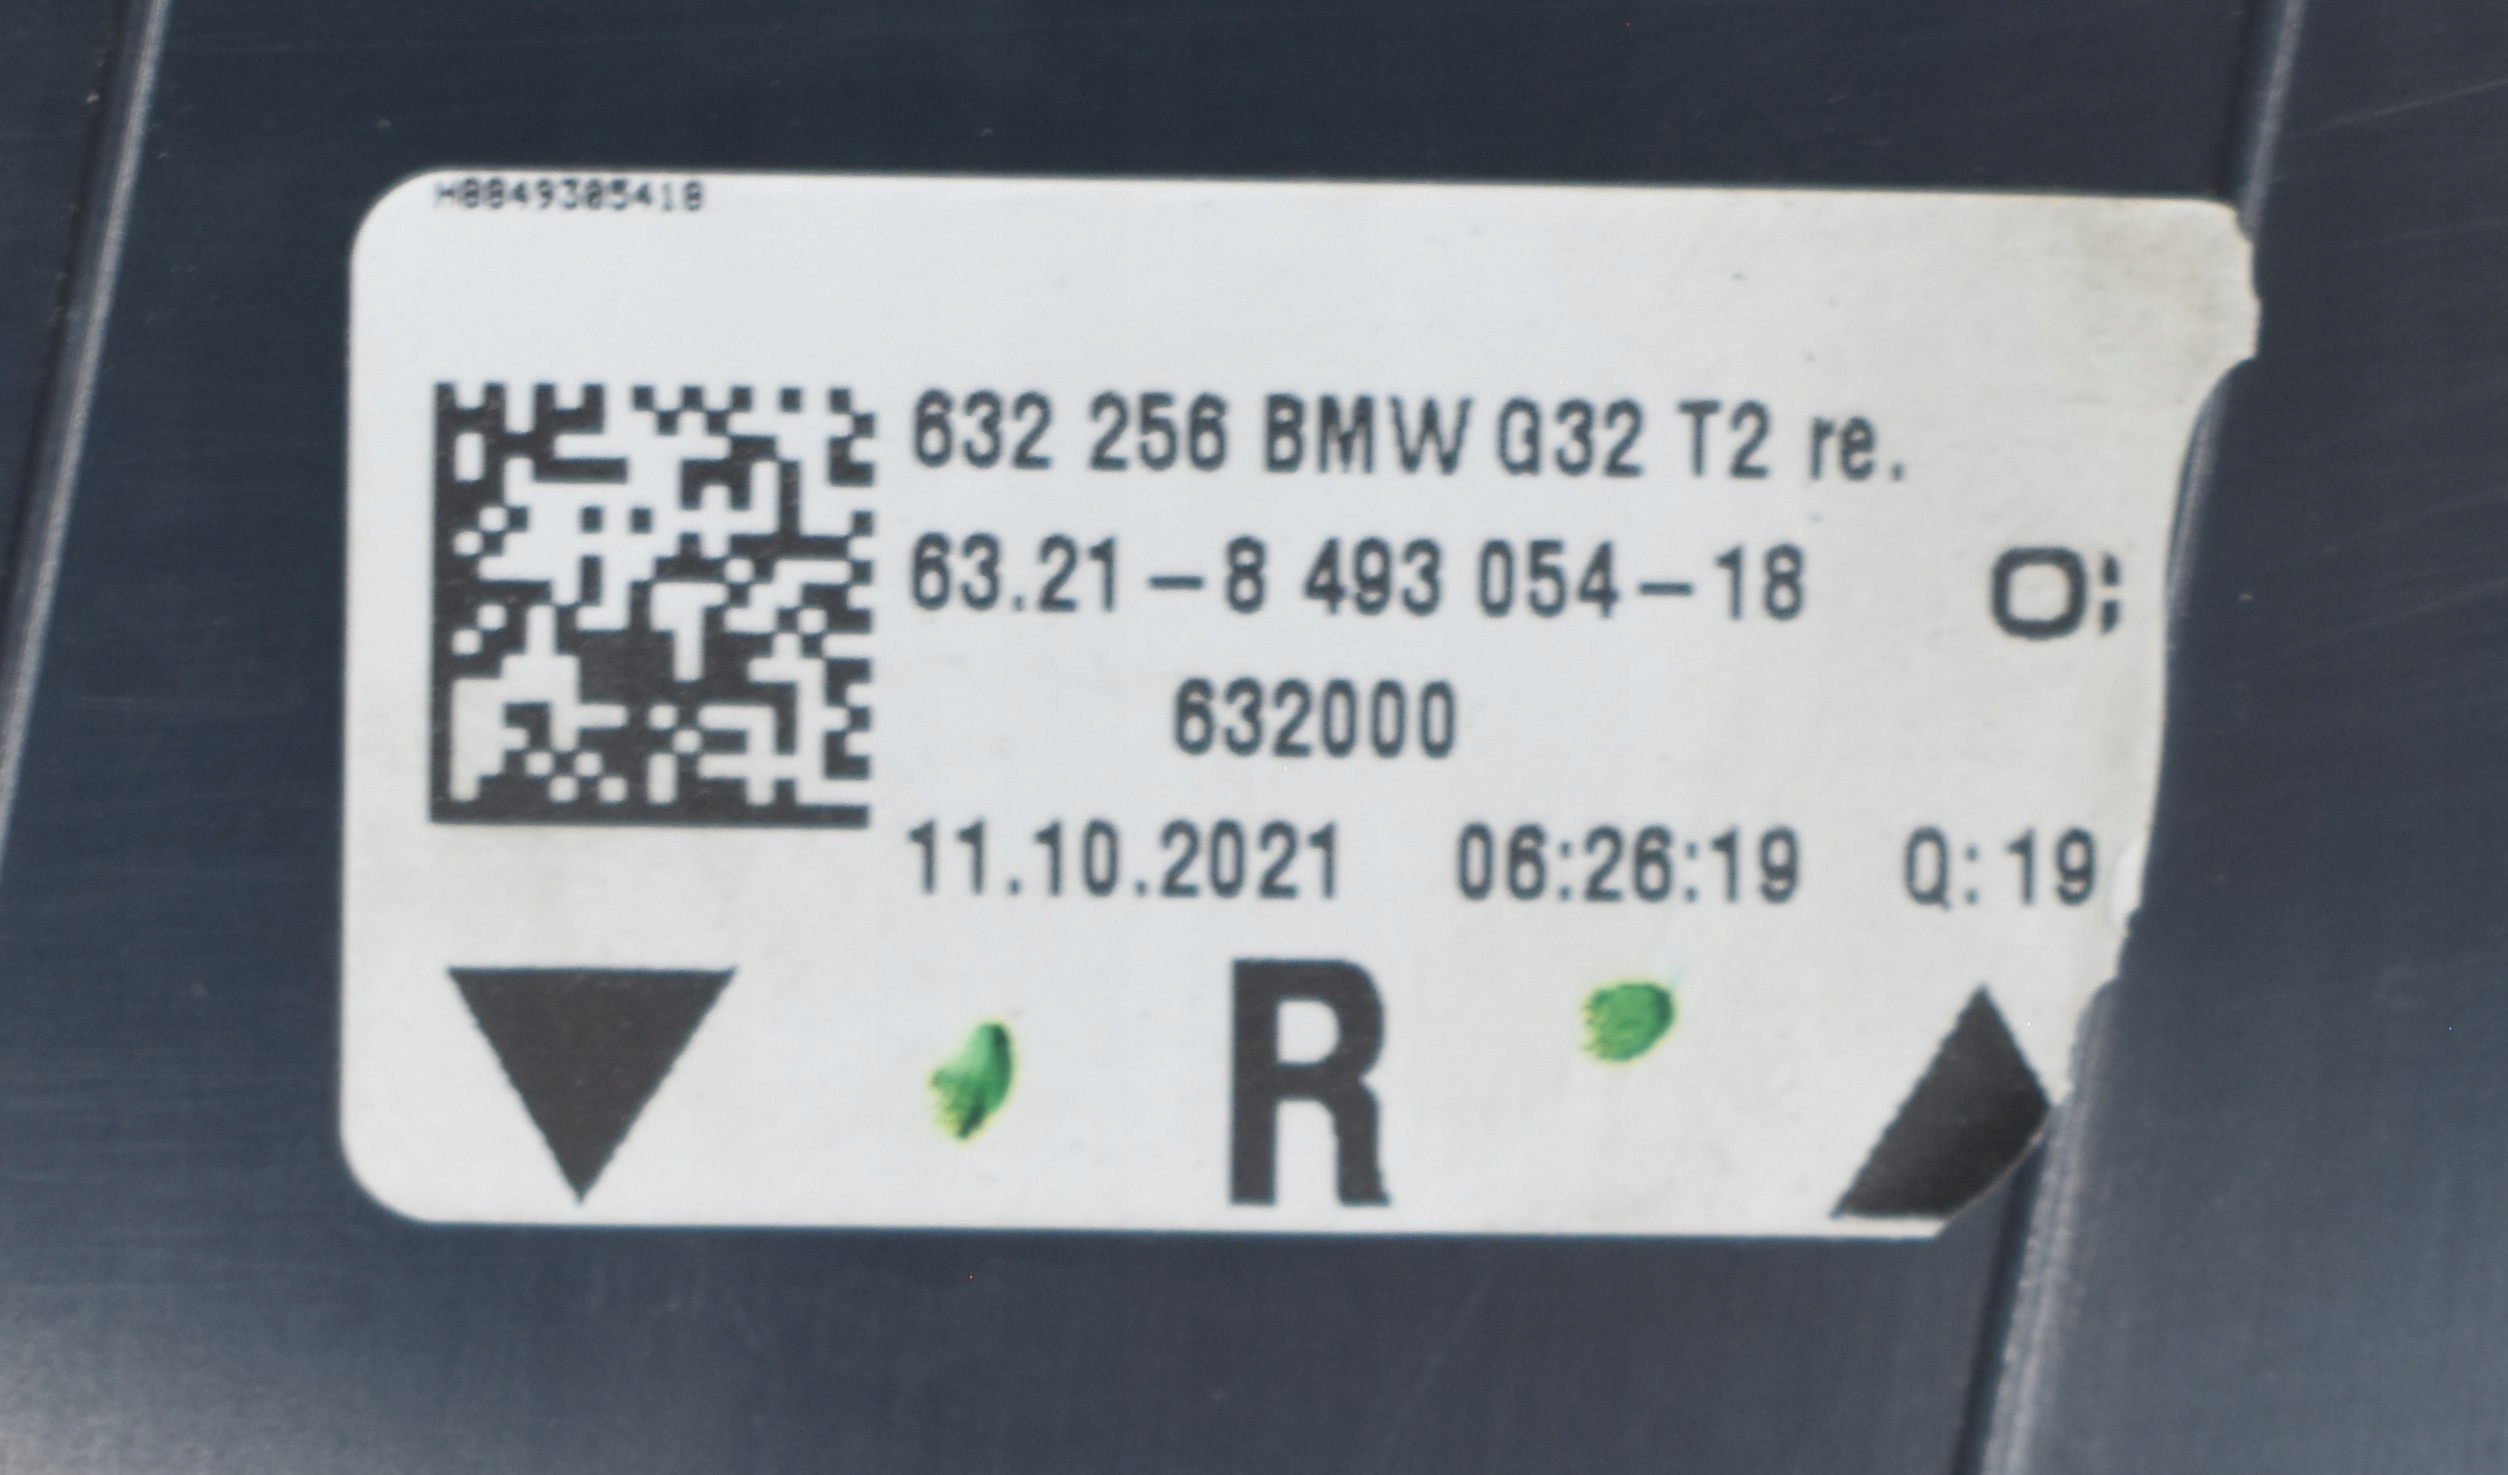 H8849305418
632 256 BMW G32 T2 re.
63.21-8 493 054-18
632000
11.10.2021 06:26:19 Q:19
R